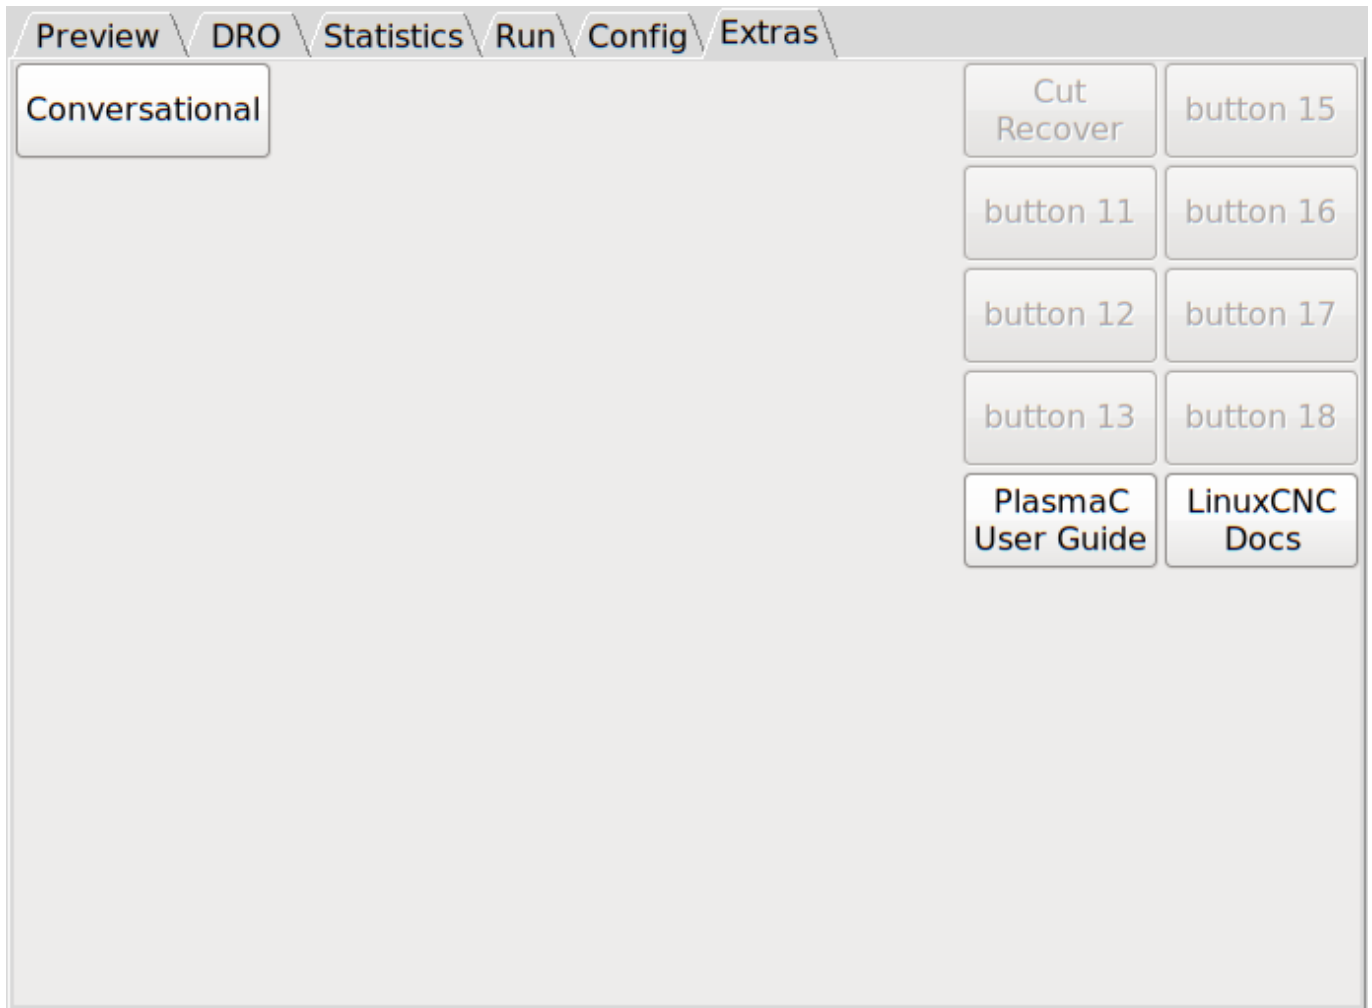 Preview DRO Statistics Run Config Extras
Conversational
Cut
Recover
button 15
button 11
button 16
button 12
button 17
button 13
button 18
PlasmaC
User Guide
LinuxCNC
Docs